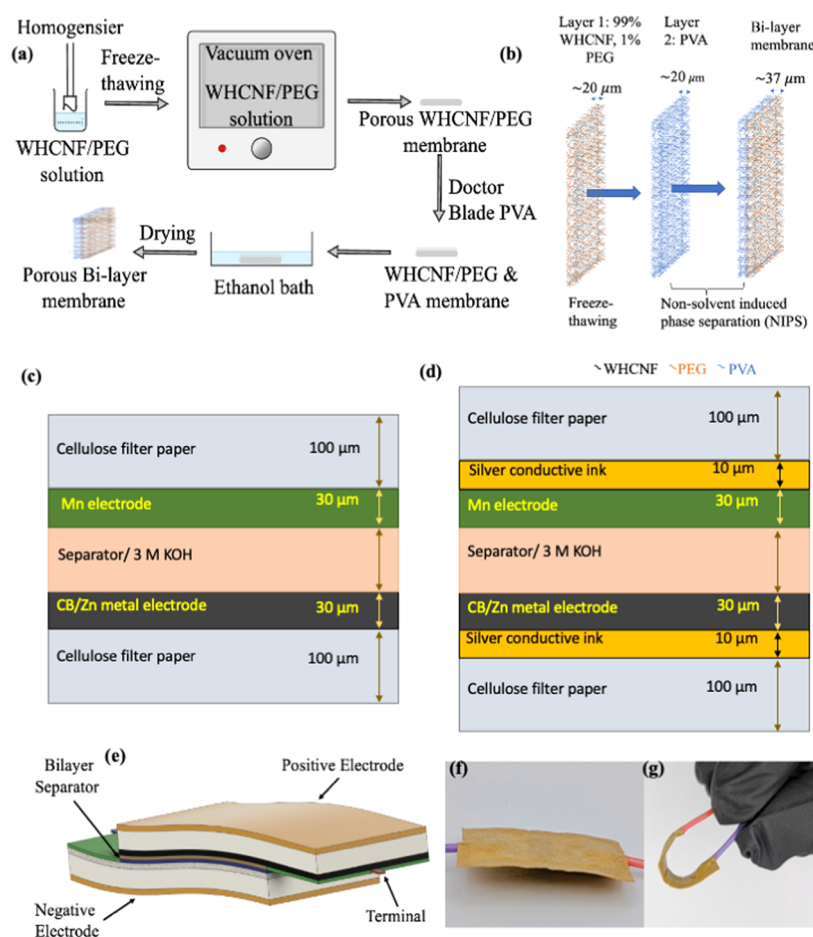 (a)
Homogensier
Freeze-
thawing
Vacuum oven
WHCNF/PEG
solution
WHCNF/PEG
solution
Porous WHCNF/PEG
membrane
Doctor
Blade PVA
WHCNF/PEG &
PVA membrane
Ethanol bath
Drying
Porous Bi-layer
membrane
(b)
Layer 1: 99%
WHCNF, 1%
PEG
Layer
2: PVA
Bi-layer
membrane
~20 μm
~20 μm
~37 μm
Freeze-
thawing
Non-solvent induced
phase separation (NIPS)
WHCNF PEG PVA
(c)
Cellulose filter paper 100 μm
Mn electrode 30 μm
Separator/ 3 M KOH
CB/Zn metal electrode 30 μm
Cellulose filter paper 100 μm
(d)
Cellulose filter paper 100 μm
Silver conductive ink 10 μm
Mn electrode 30 μm
Separator/ 3 M KOH
CB/Zn metal electrode 30 μm
Silver conductive ink 10 μm
Cellulose filter paper 100 μm
(e)
Bilayer
Separator
Positive Electrode
Negative
Electrode
Terminal
(f)
(g)